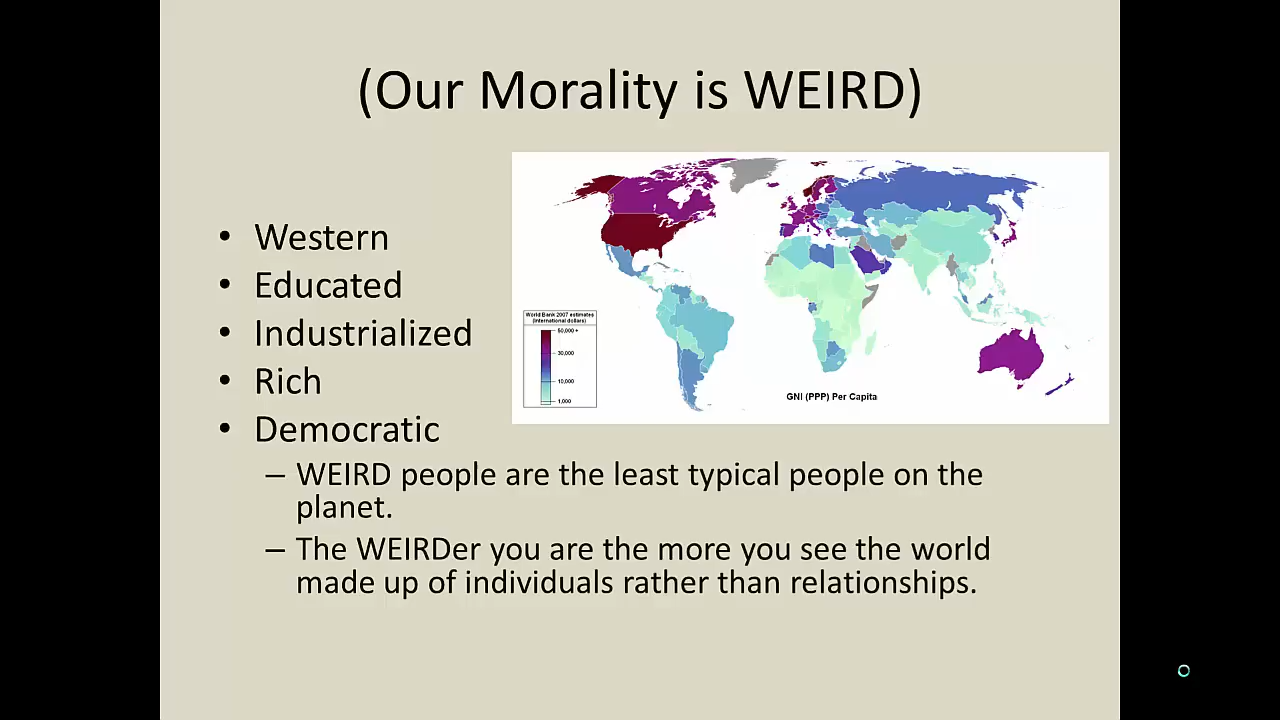 (Our Morality is WEIRD)
• Western
• Educated
• Industrialized
• Rich
• Democratic
– WEIRD people are the least typical people on the
planet.
– The WEIRDer you are the more you see the world
made up of individuals rather than relationships.
World Bank 2007 estimates
(international dollars)
50,000 +
30,000
10,000
1,000
GNI (PPP) Per Capita